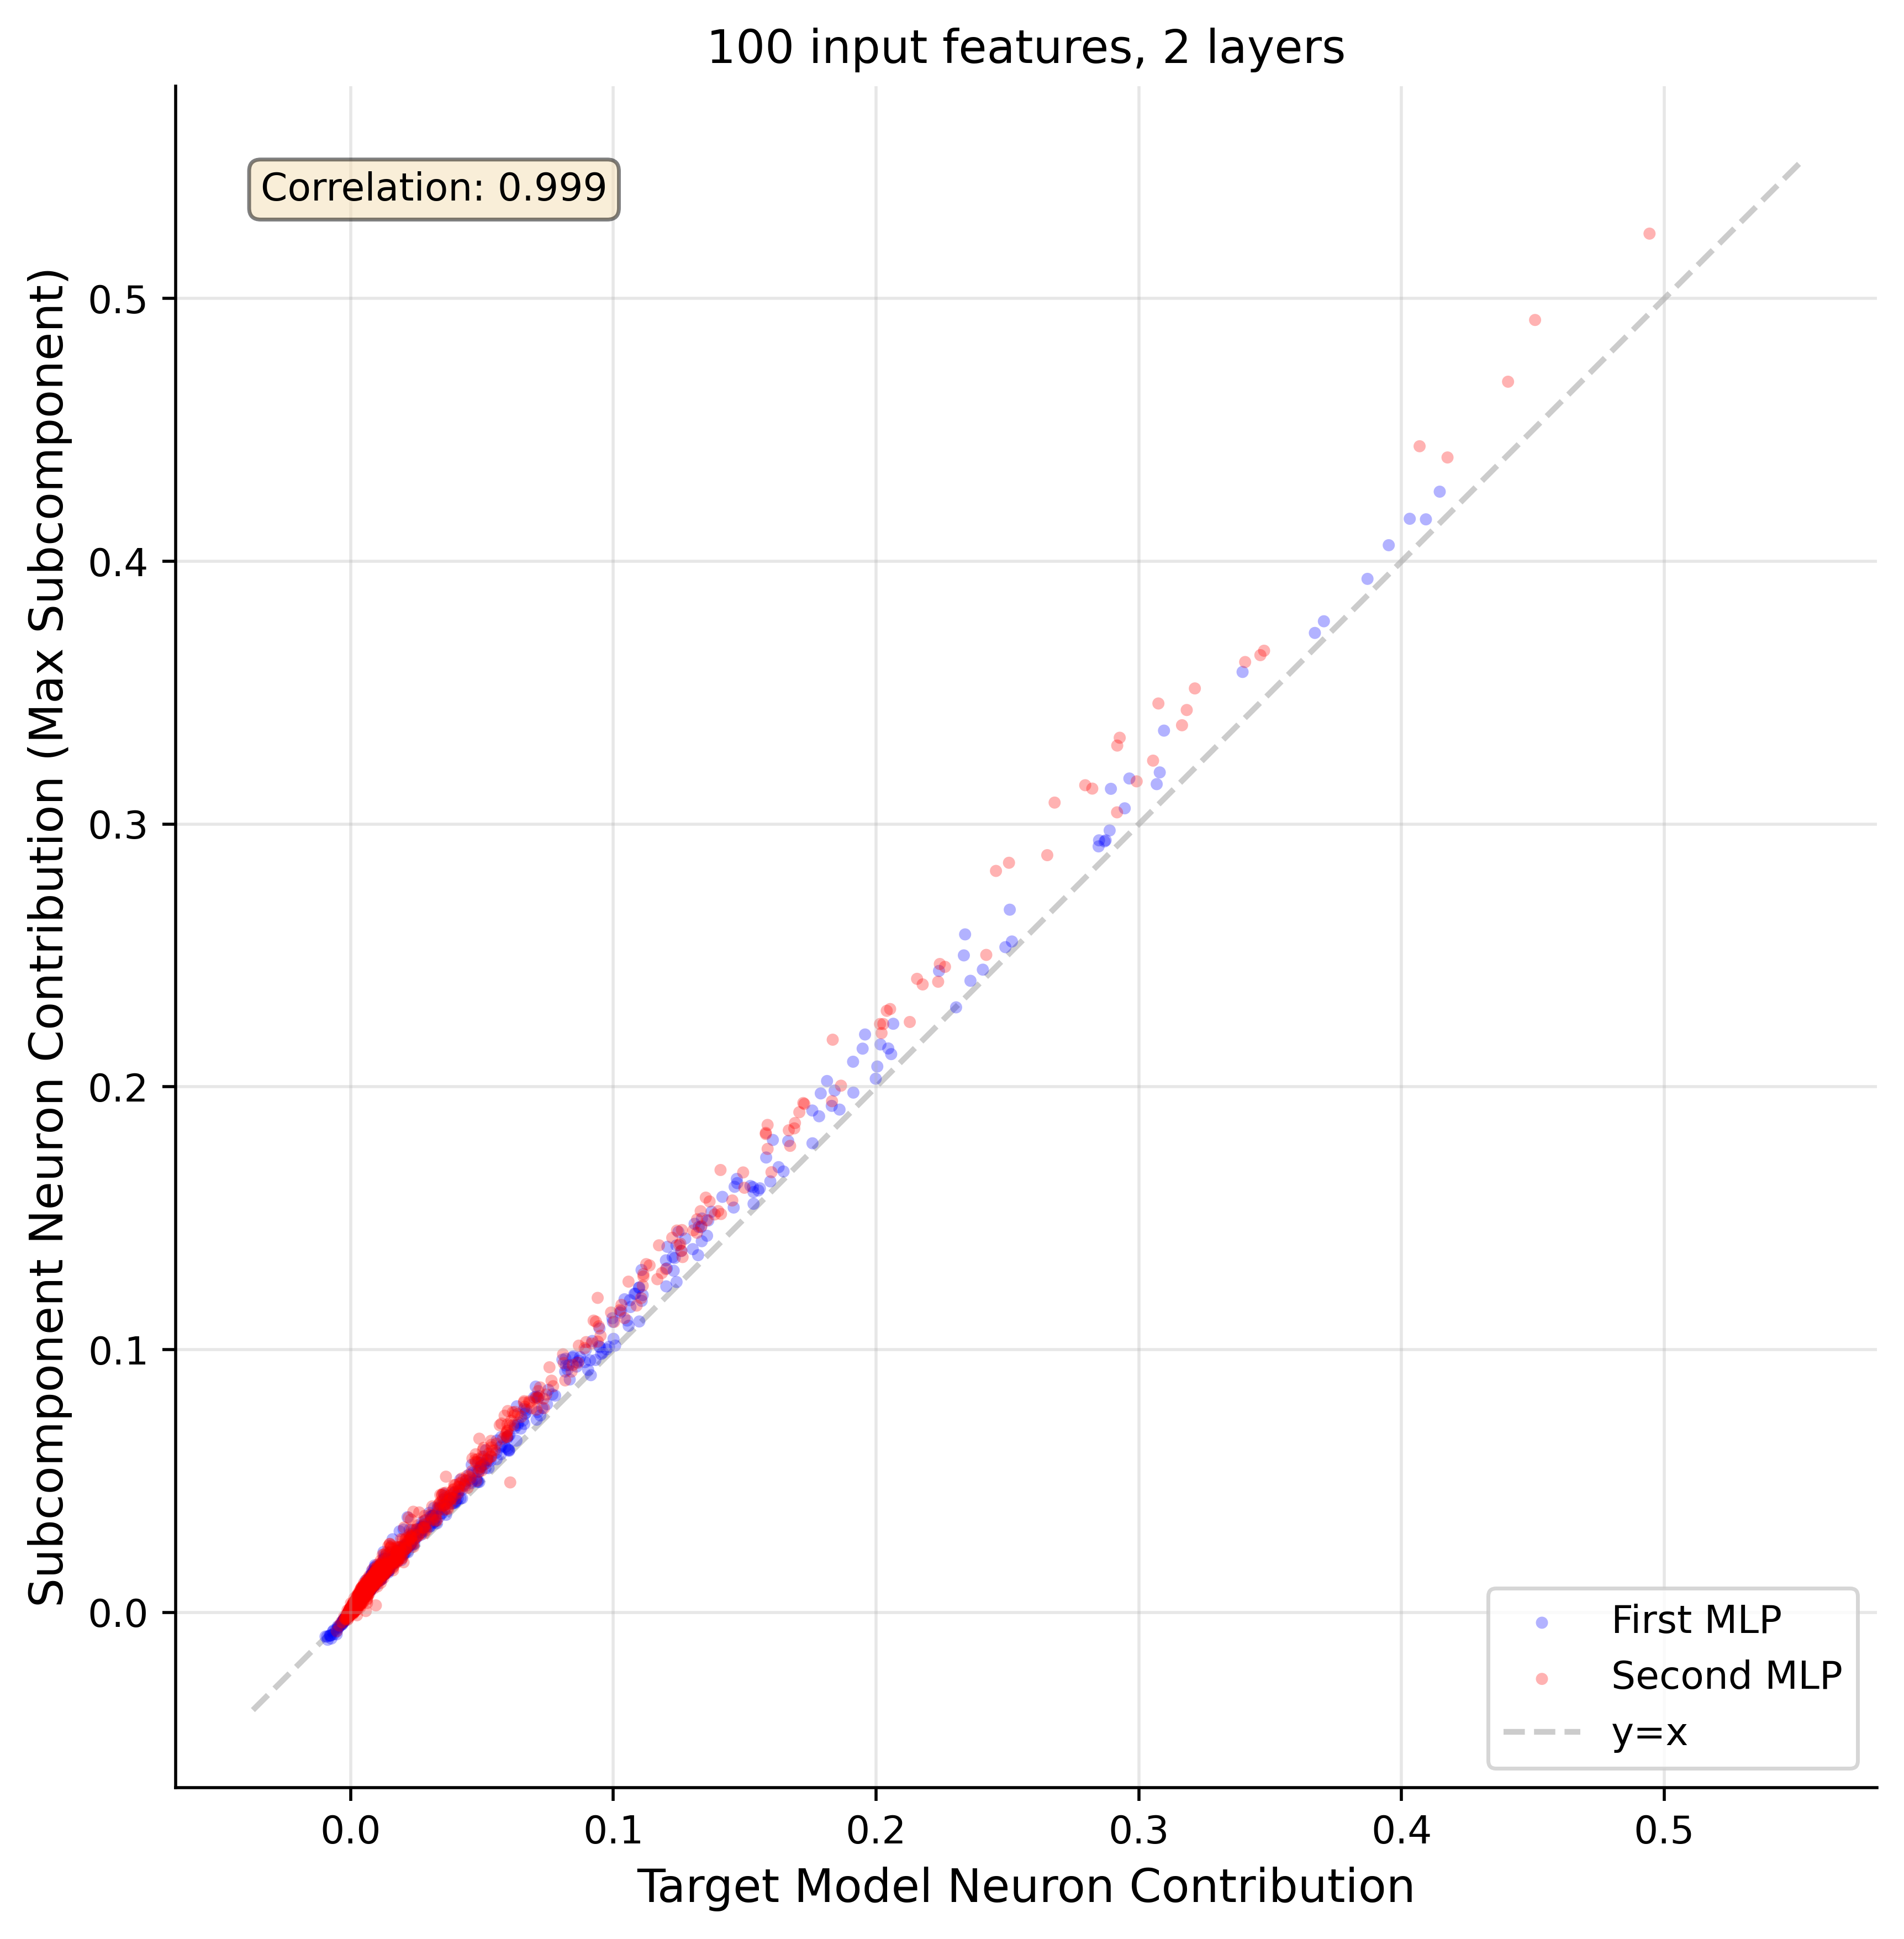 100 input features, 2 layers
Correlation: 0.999
Subcomponent Neuron Contribution (Max Subcomponent)
0.5
0.4
0.3
0.2
0.1
0.0
First MLP
Second MLP
y=x
0.0 0.1 0.2 0.3 0.4 0.5
Target Model Neuron Contribution